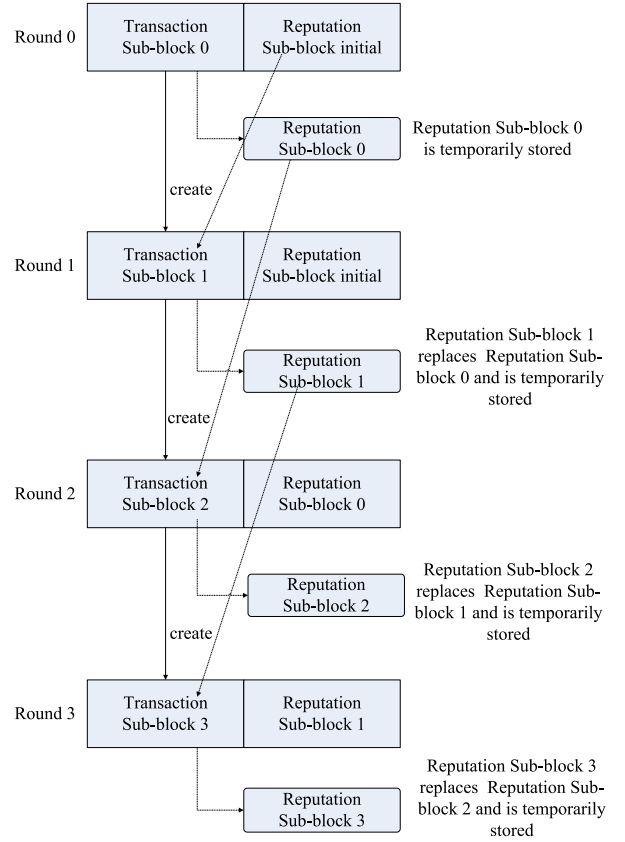 Round 0
Transaction
Sub-block 0
Reputation
Sub-block initial
Reputation
Sub-block 0
Reputation Sub-block 0
is temporarily stored
create
Round 1
Transaction
Sub-block 1
Reputation
Sub-block initial
Reputation
Sub-block 1
Reputation Sub-block 1
replaces Reputation Sub-
block 0 and is temporarily
stored
create
Round 2
Transaction
Sub-block 2
Reputation
Sub-block 0
Reputation
Sub-block 2
Reputation Sub-block 2
replaces Reputation Sub-
block 1 and is temporarily
stored
create
Round 3
Transaction
Sub-block 3
Reputation
Sub-block 1
Reputation
Sub-block 3
Reputation Sub-block 3
replaces Reputation Sub-
block 2 and is temporarily
stored